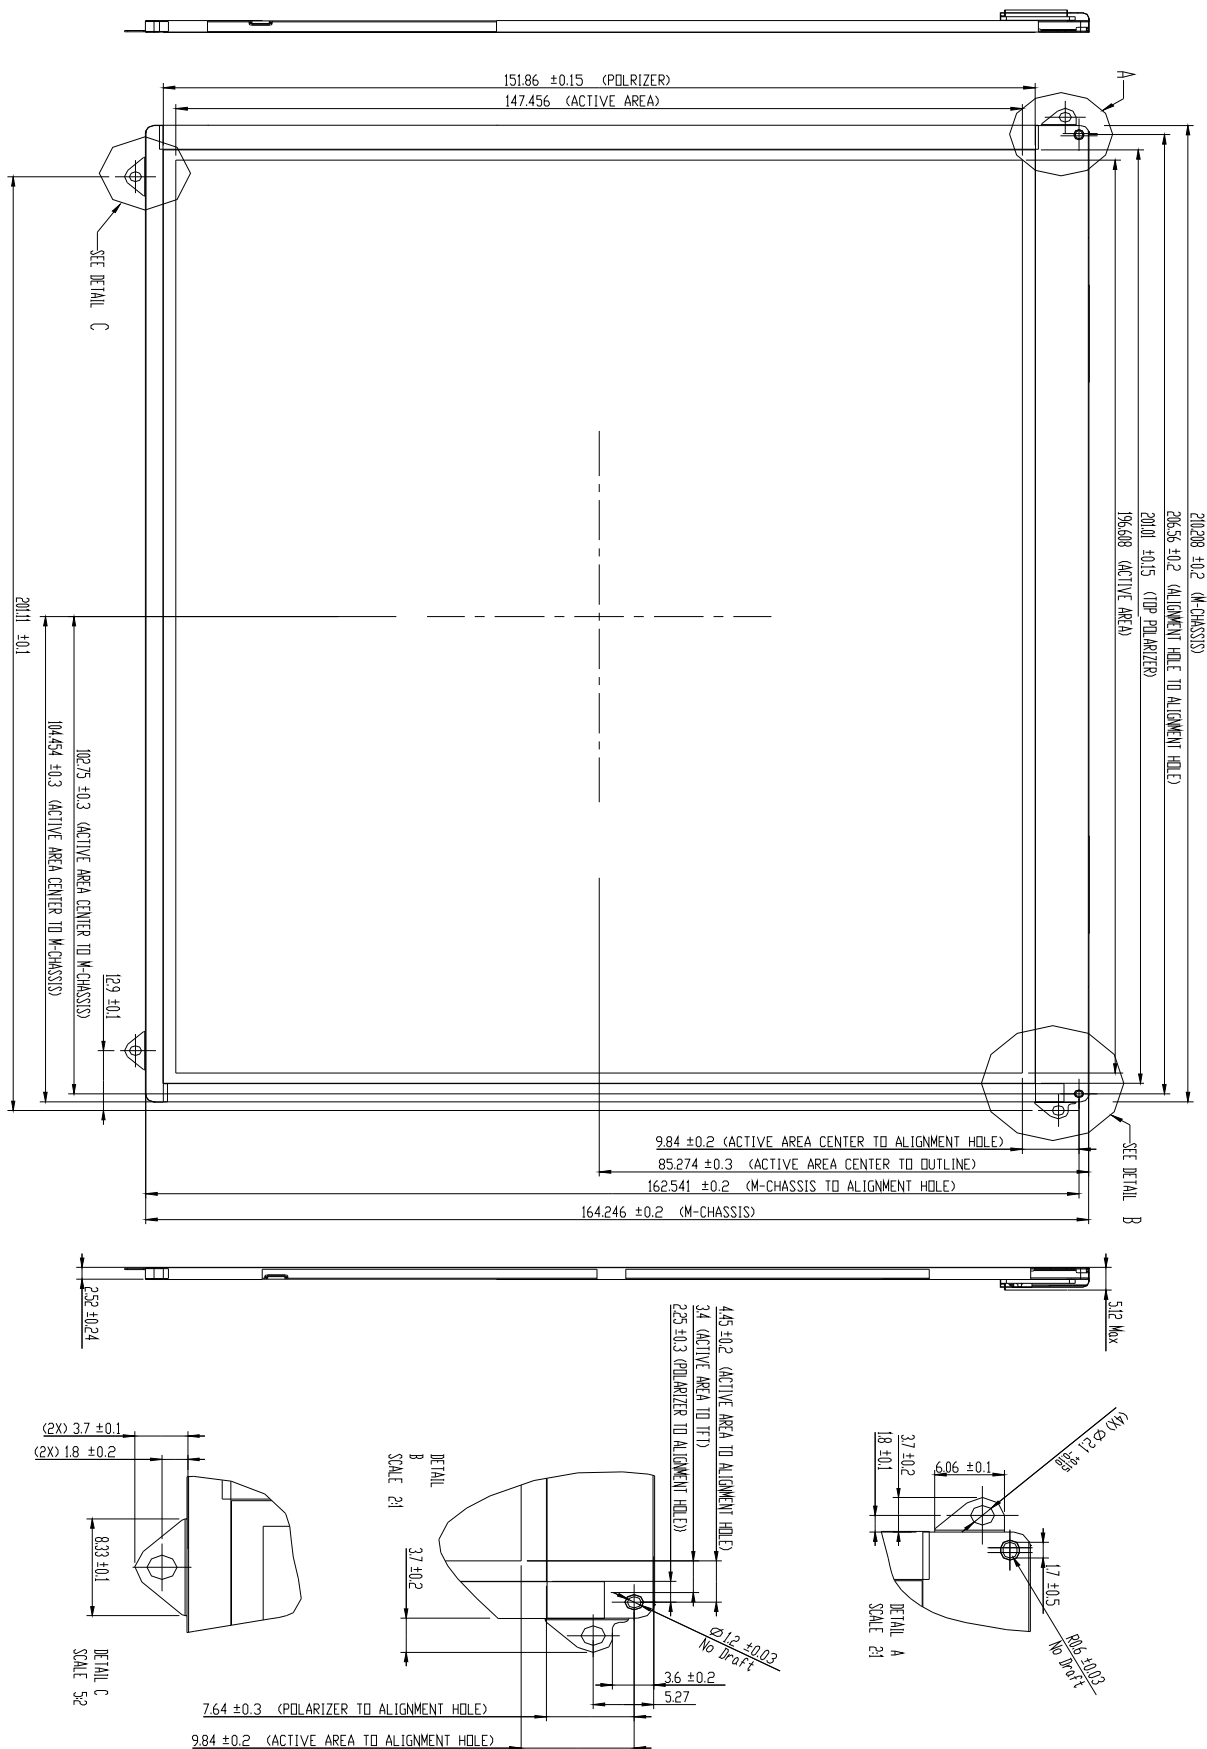 151.86 ±0.15 (POLRIZER)
147.456 (ACTIVE AREA)
A
SEE DETAIL C
210.208 ±0.2 (M-CHASSIS)
206.56 ±0.2 (ALIGNMENT HOLE TO ALIGNMENT HOLE)
201.01 ±0.15 (TOP POLARIZER)
196.608 (ACTIVE AREA)
201.11 ±0.1
104.454 ±0.3 (ACTIVE AREA CENTER TO M-CHASSIS)
102.75 ±0.3 (ACTIVE AREA CENTER TO M-CHASSIS)
12.9 ±0.1
9.84 ±0.2 (ACTIVE AREA CENTER TO ALIGNMENT HOLE)
85.274 ±0.3 (ACTIVE AREA CENTER TO OUTLINE)
162.541 ±0.2 (M-CHASSIS TO ALIGNMENT HOLE)
164.246 ±0.2 (M-CHASSIS)
SEE DETAIL B
2.52 ±0.24
5.12 Max
4.45 ±0.2 (ACTIVE AREA TO ALIGNMENT HOLE)
3.4 (ACTIVE AREA TO TFT)
2.25 ±0.3 (POLARIZER TO ALIGNMENT HOLE))
(4X) Ø 2.1 +0.15 -0.10
3.7 ±0.2
1.8 ±0.1
6.06 ±0.1
1.7 ±0.5
R0.6 ±0.03
No Draft
DETAIL A
SCALE 2:1
(2X) 3.7 ±0.1
(2X) 1.8 ±0.2
8.33 ±0.1
DETAIL C
SCALE 5:2
DETAIL
B
SCALE 2:1
3.7 ±0.2
Ø1.2 ±0.03
No Draft
3.6 ±0.2
5.27
7.64 ±0.3 (POLARIZER TO ALIGNMENT HOLE)
9.84 ±0.2 (ACTIVE AREA TO ALIGNMENT HOLE)